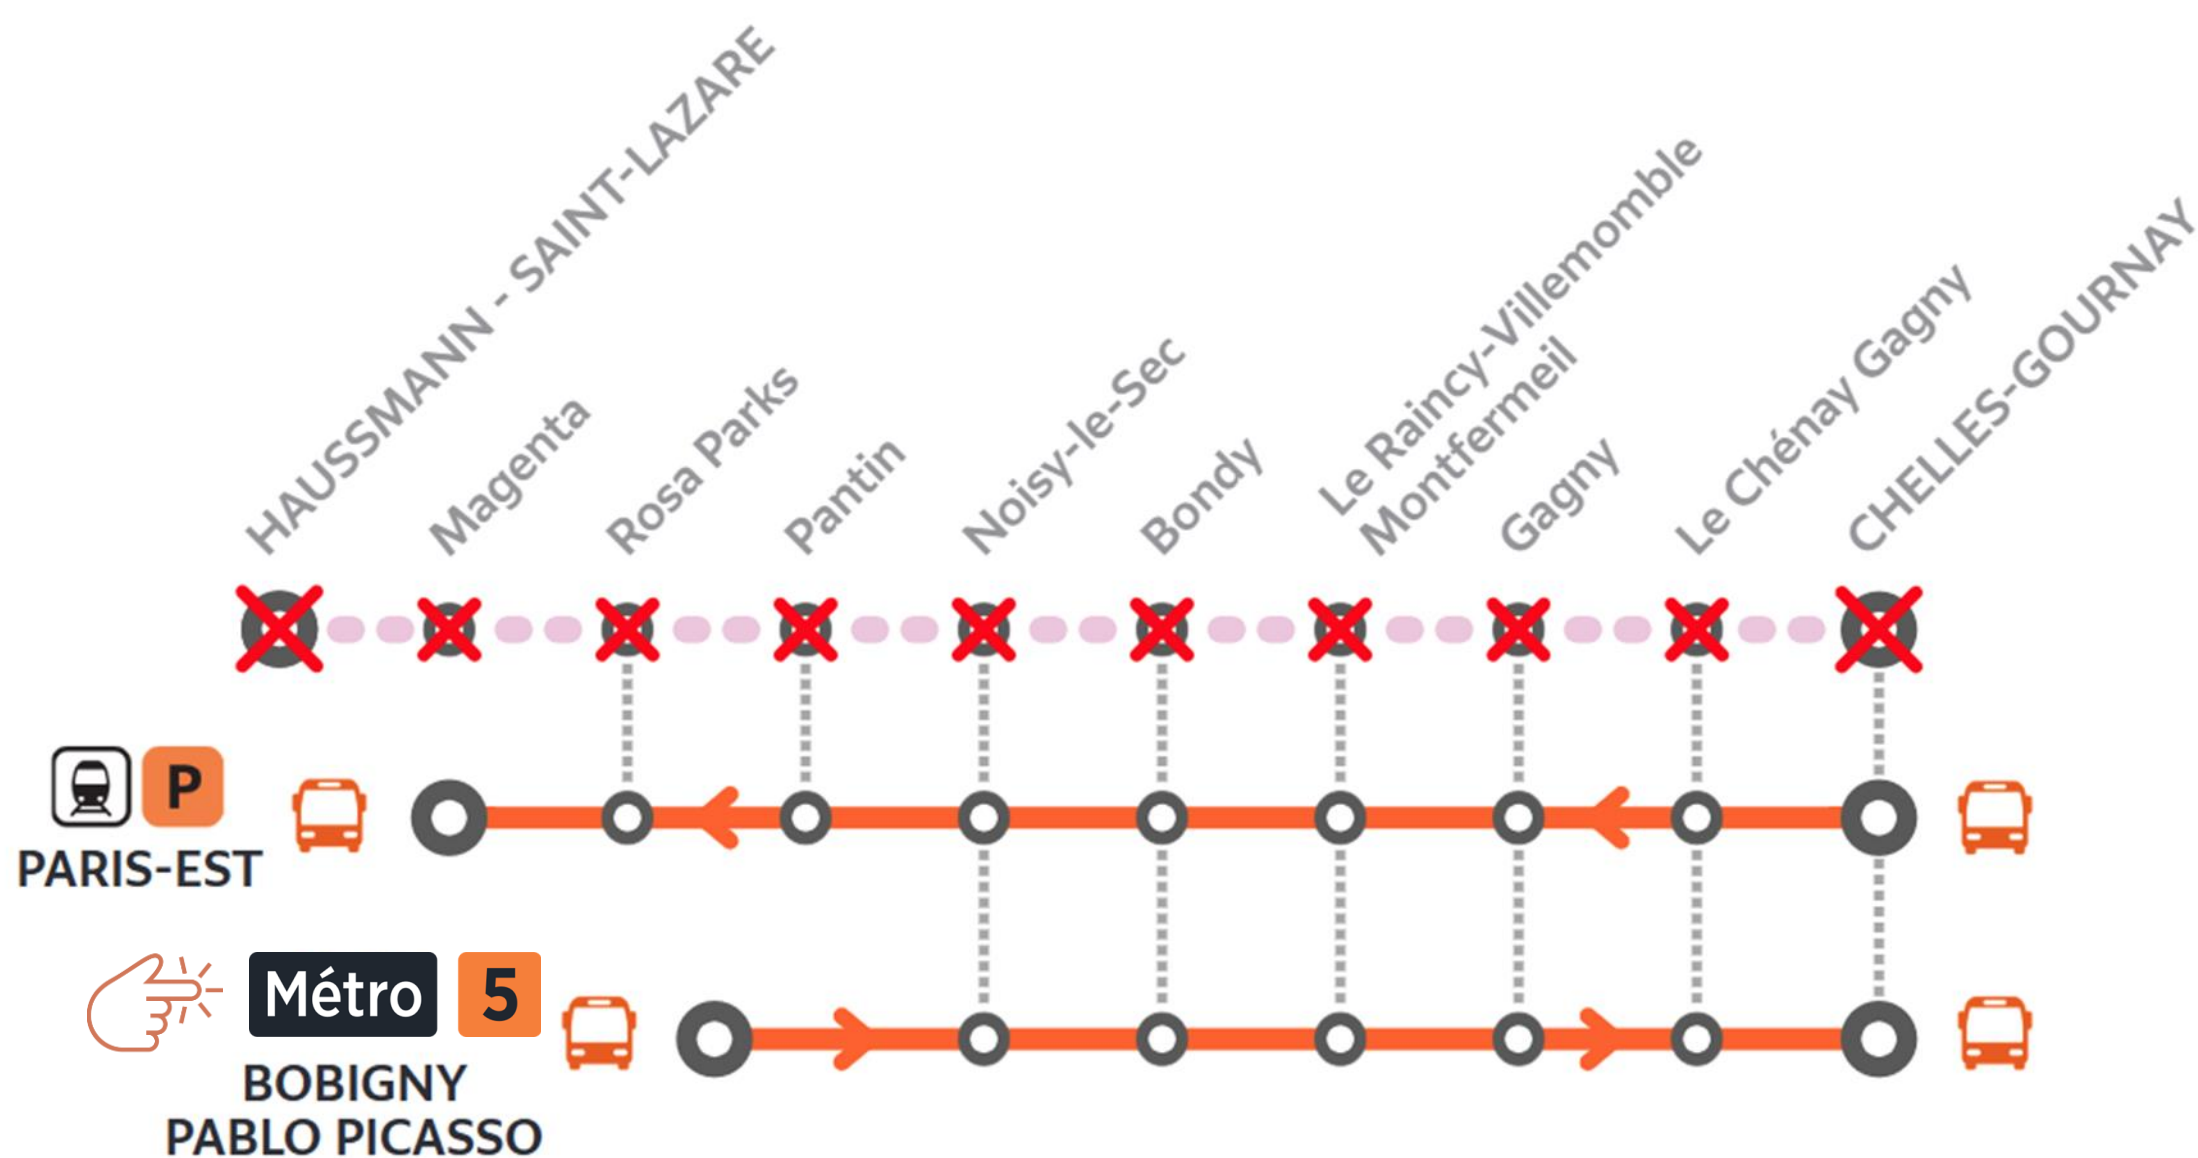 HAUSSMANN - SAINT-LAZARE
Magenta
Rosa Parks
Pantin
Noisy-le-Sec
Bondy
Le Raincy-Villemomble
Montfermeil
Gagny
Le Chénay Gagny
CHELLES-GOURNAY
P
PARIS-EST
Métro 5
BOBIGNY
PABLO PICASSO